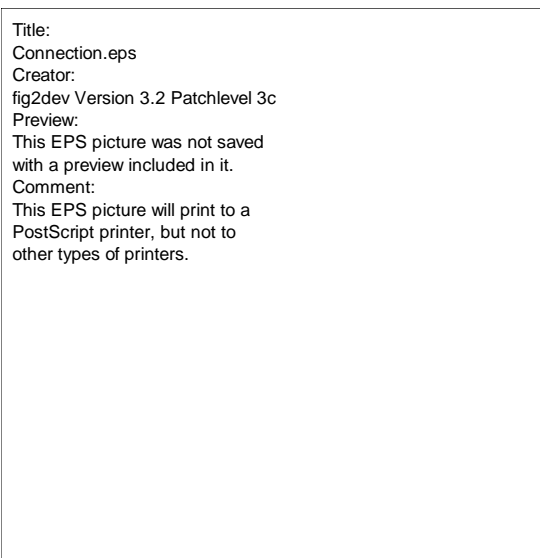 Title:
Connection.eps
Creator:
fig2dev Version 3.2 Patchlevel 3c
Preview:
This EPS picture was not saved
with a preview included in it.
Comment:
This EPS picture will print to a
PostScript printer, but not to
other types of printers.